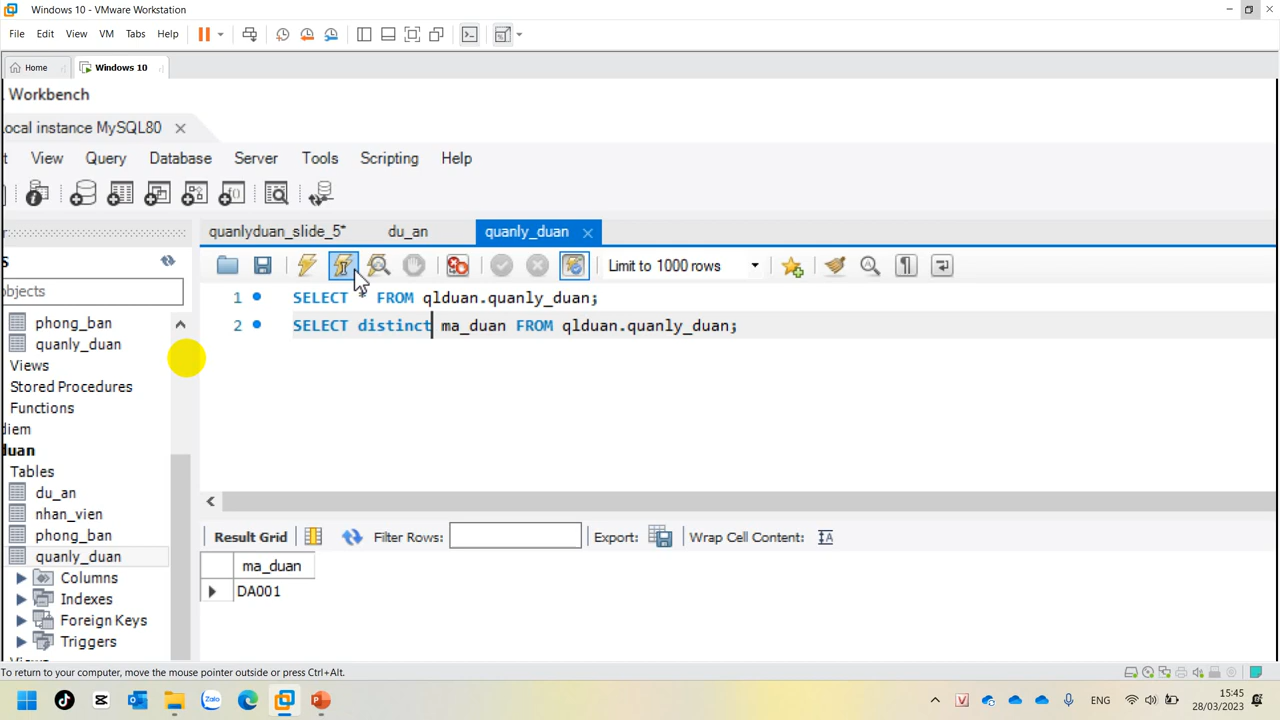 Windows 10 - VMware Workstation
File Edit View VM Tabs Help
Home Windows 10
Workbench
ocal instance MySQL80
t View Query Database Server Tools Scripting Help
r quanlyduan_slide_5* du_an quanly_duan
S Limit to 1000 rows
objects 1 SELECT * FROM qlduan.quanly_duan;
phong_ban 2 SELECT distinct ma_duan FROM qlduan.quanly_duan;
quanly_duan
Views
Stored Procedures
Functions
diem
duan
Tables
du_an
nhan_vien
phong_ban Result Grid Filter Rows: Export: Wrap Cell Content:
quanly_duan ma_duan
Columns DA001
Indexes
Foreign Keys
Triggers
To return to your computer, move the mouse pointer outside or press Ctrl+Alt.
Zalo ENG 15:45
28/03/2023